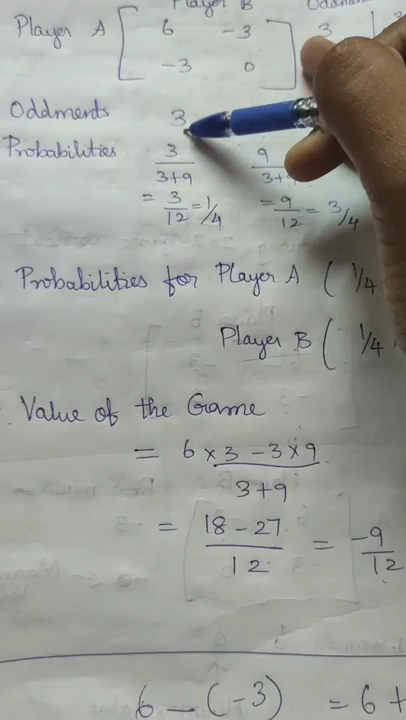 Player B
Player A [ 6 -3 ] 3
-3 0
Oddments 3
Probabilities 3/(3+9) 9/(3+
= 3/12 = 1/4 = 9/12 = 3/4
Probabilities for Player A ( 1/4
Player B ( 1/4,
Value of the Game
= (6 × 3 - 3 × 9)/(3+9)
= (18 - 27)/12 = -9/12
6 - (-3) = 6 +